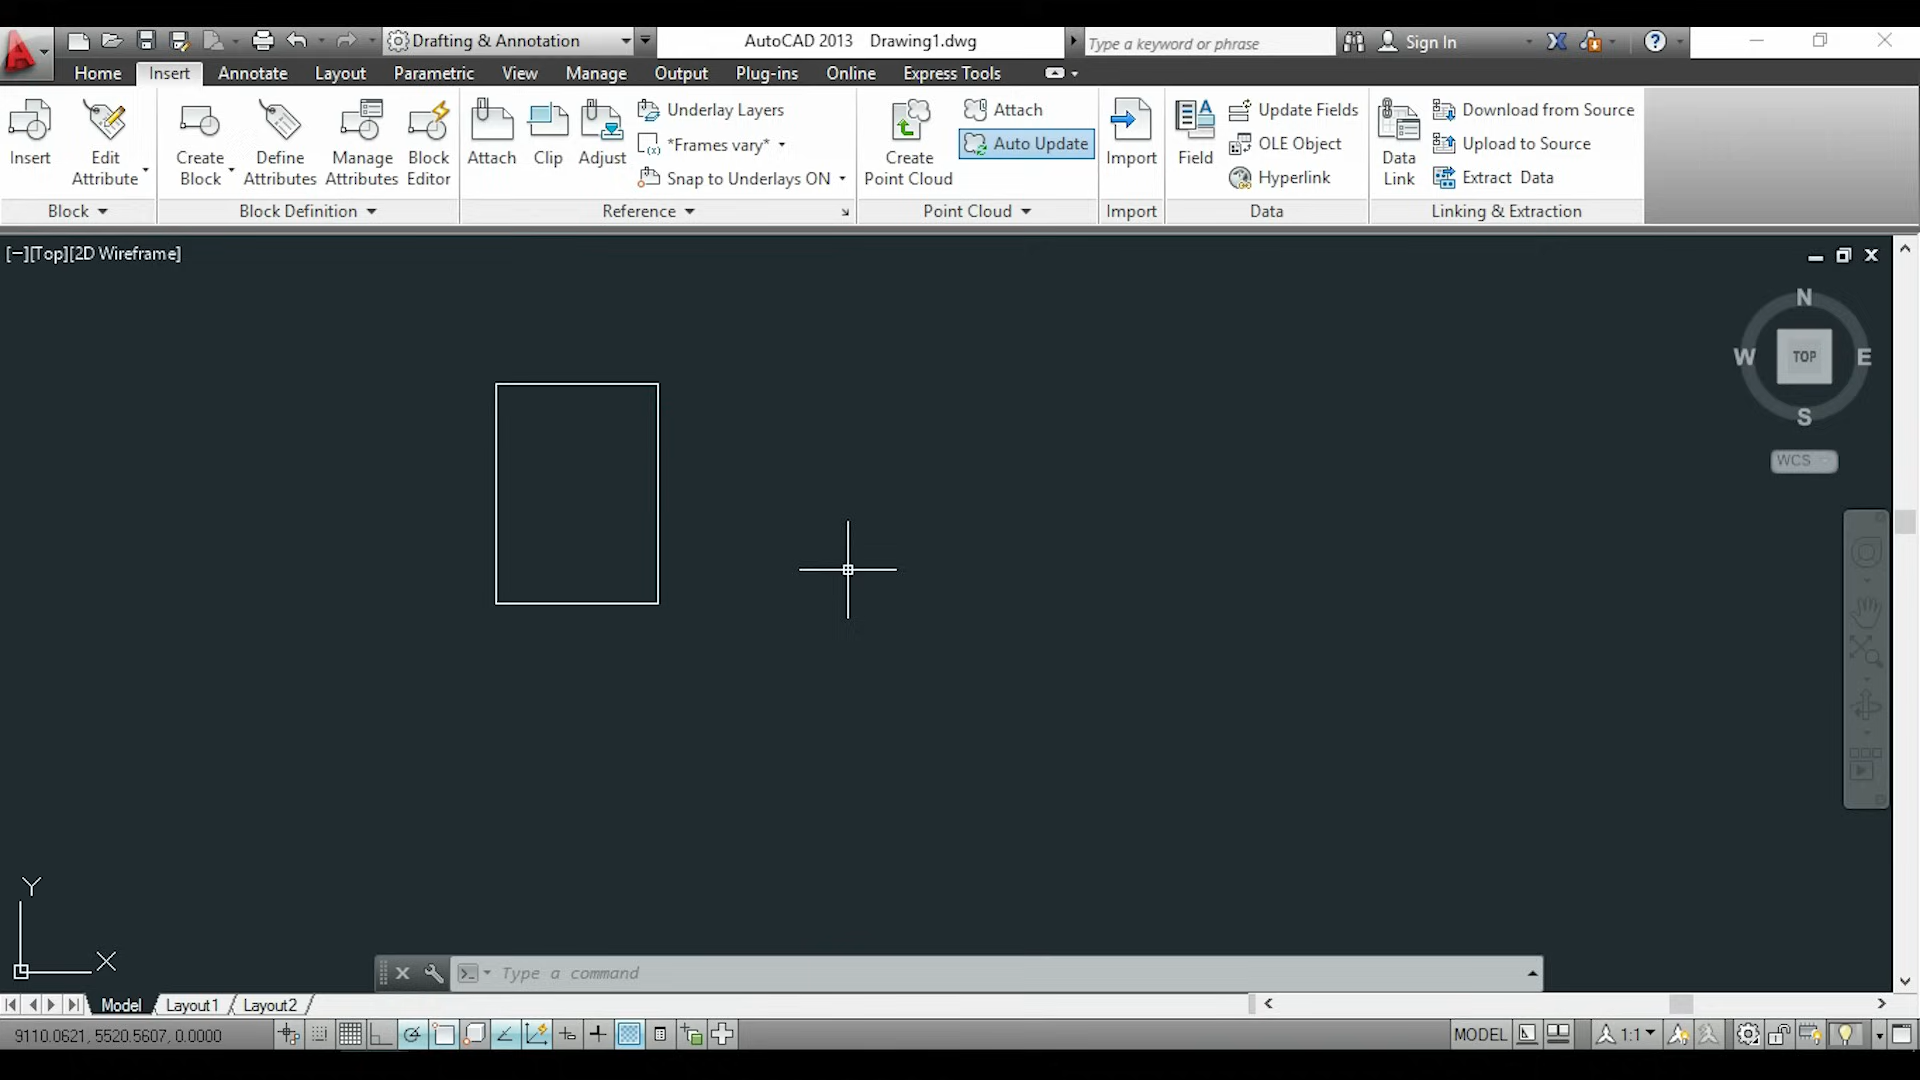 Drafting & Annotation
AutoCAD 2013 Drawing1.dwg
Type a keyword or phrase
Sign In
Home Insert Annotate Layout Parametric View Manage Output Plug-ins Online Express Tools
Insert
Edit
Attribute
Create
Block
Define
Attributes
Manage
Attributes
Block
Editor
Attach
Clip
Adjust
Underlay Layers
*Frames vary*
Snap to Underlays ON
Create
Point Cloud
Attach
Auto Update
Import
Field
Update Fields
OLE Object
Hyperlink
Data
Link
Download from Source
Upload to Source
Extract Data
Block
Block Definition
Reference
Point Cloud
Import
Data
Linking & Extraction
[−][Top][2D Wireframe]
N
W
TOP
E
S
WCS
Y
X
Type a command
Model Layout1 Layout2
9110.0621, 5520.5607, 0.0000
MODEL
1:1